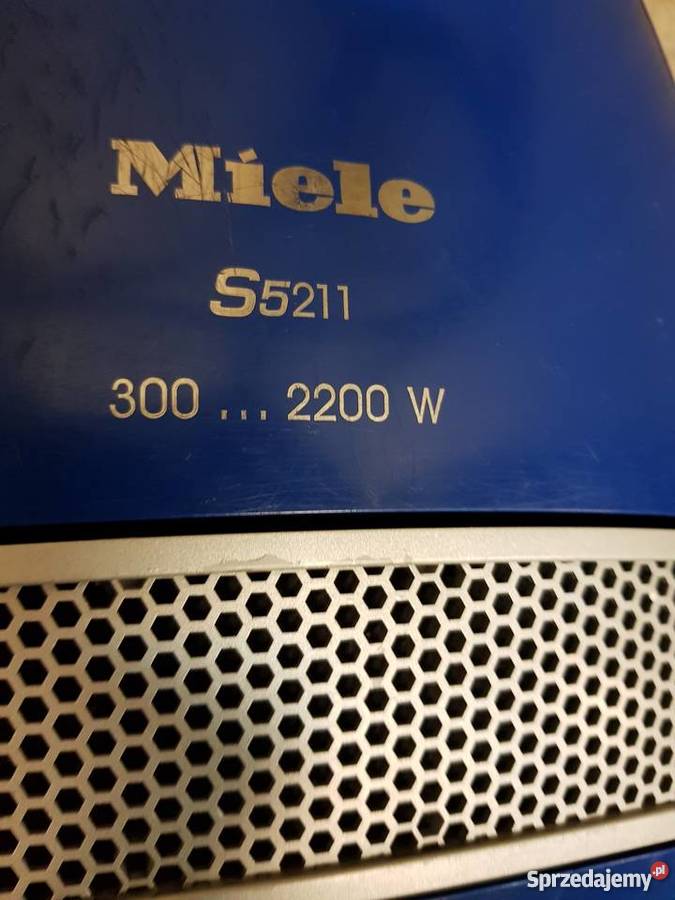 Miele
S5211
300 ... 2200 W
Sprzedajemy.pl